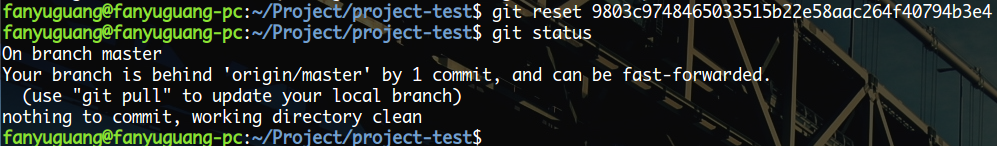 fanyuguang@fanyuguang-pc:~/Project/project-test$ git reset 9803c9748465033515b22e58aac264f40794b3e4
fanyuguang@fanyuguang-pc:~/Project/project-test$ git status
On branch master
Your branch is behind 'origin/master' by 1 commit, and can be fast-forwarded.
  (use "git pull" to update your local branch)
nothing to commit, working directory clean
fanyuguang@fanyuguang-pc:~/Project/project-test$